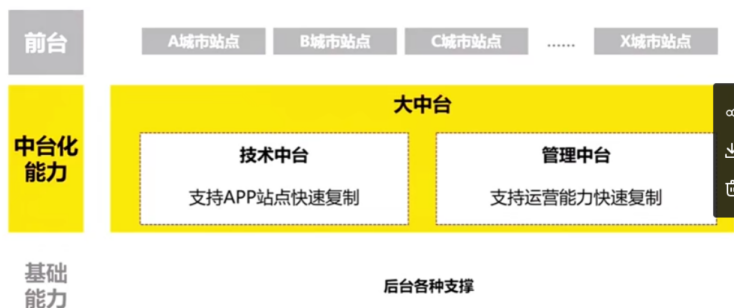 前台
A城市站点
B城市站点
C城市站点
……
X城市站点
中台化
能力
大中台
技术中台
支持APP站点快速复制
管理中台
支持运营能力快速复制
基础
能力
后台各种支撑